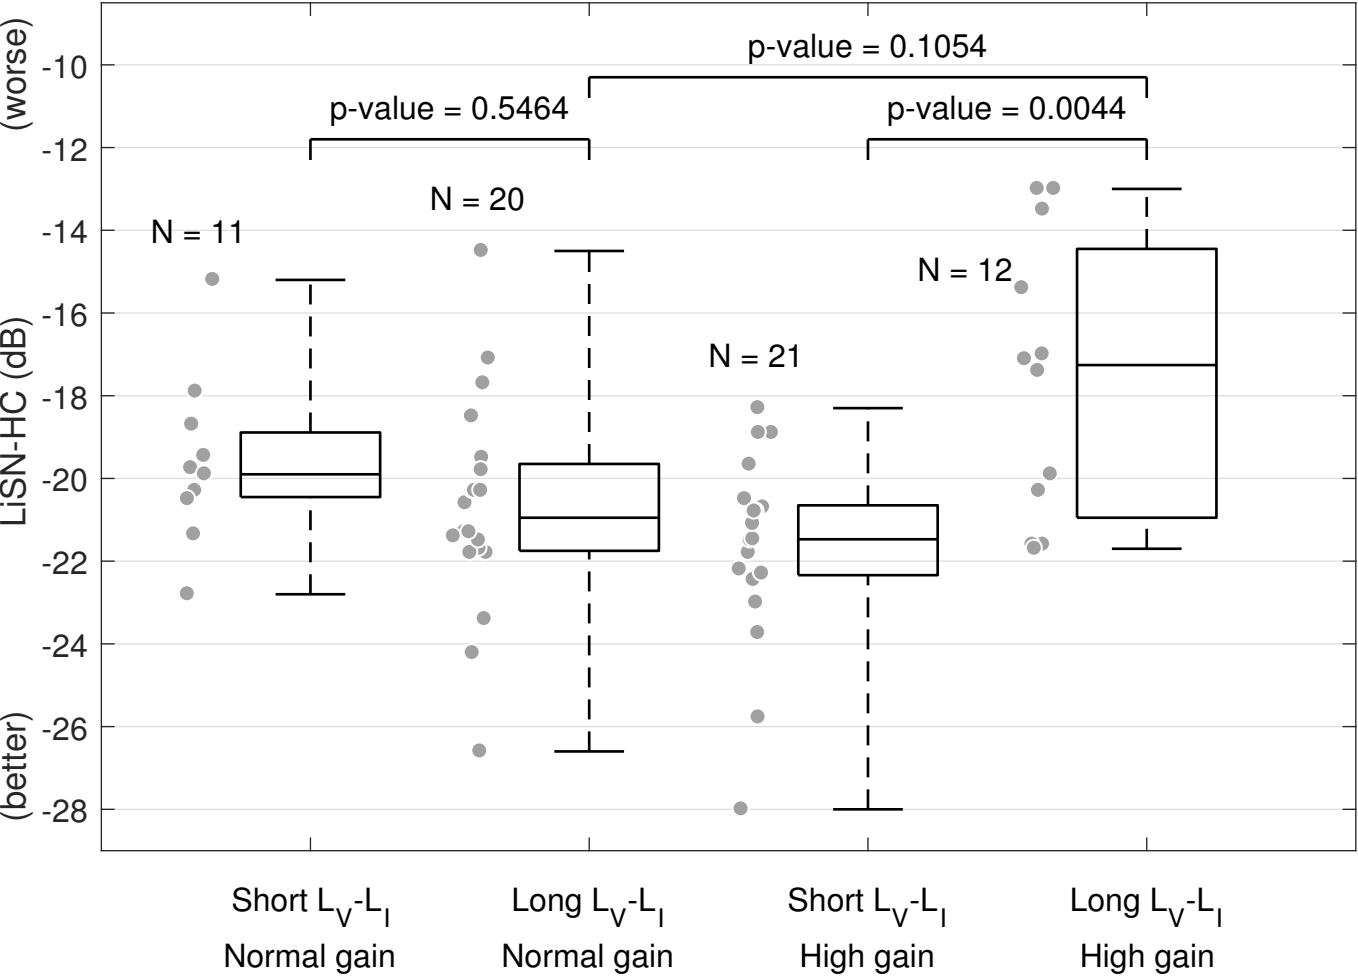 (worse)
LiSN-HC (dB)
(better)
-10
-12
-14
-16
-18
-20
-22
-24
-26
-28
p-value = 0.1054
p-value = 0.5464
p-value = 0.0044
N = 11
N = 20
N = 21
N = 12
Short LV-LI
Normal gain
Long LV-LI
Normal gain
Short LV-LI
High gain
Long LV-LI
High gain